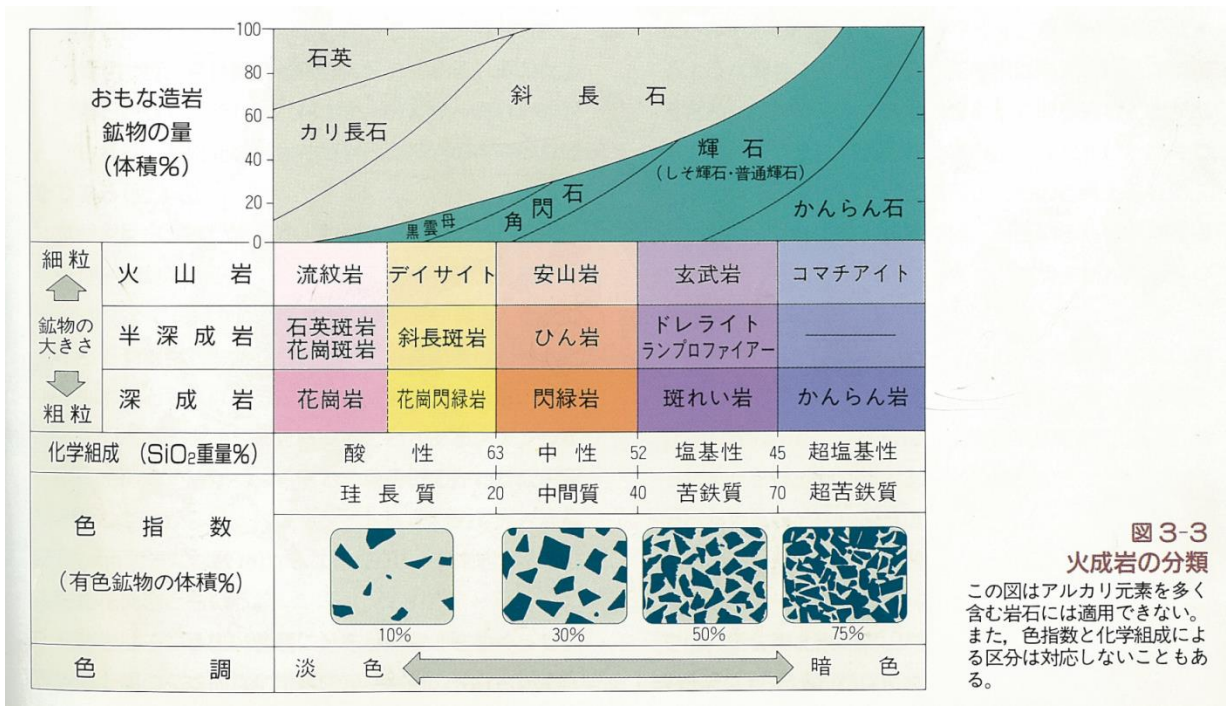 100
80
60
40
20
0
おもな造岩
鉱物の量
(体積%)
石英
カリ長石
斜長石
輝石
(しそ輝石・普通輝石)
角閃石
黒雲母
かんらん石
細粒
鉱物の
大きさ
粗粒
火山岩 流紋岩 デイサイト 安山岩 玄武岩 コマチアイト
半深成岩 石英斑岩 花崗斑岩 斜長斑岩 ひん岩 ドレライト ランプロファイアー
深成岩 花崗岩 花崗閃緑岩 閃緑岩 斑れい岩 かんらん岩
化学組成 (SiO₂重量%) 酸性 63 中性 52 塩基性 45 超塩基性
珪長質 20 中間質 40 苦鉄質 70 超苦鉄質
色指数
(有色鉱物の体積%)
10% 30% 50% 75%
色調 淡色 暗色
図3-3
火成岩の分類
この図はアルカリ元素を多く
含む岩石には適用できない。
また，色指数と化学組成によ
る区分は対応しないこともあ
る。